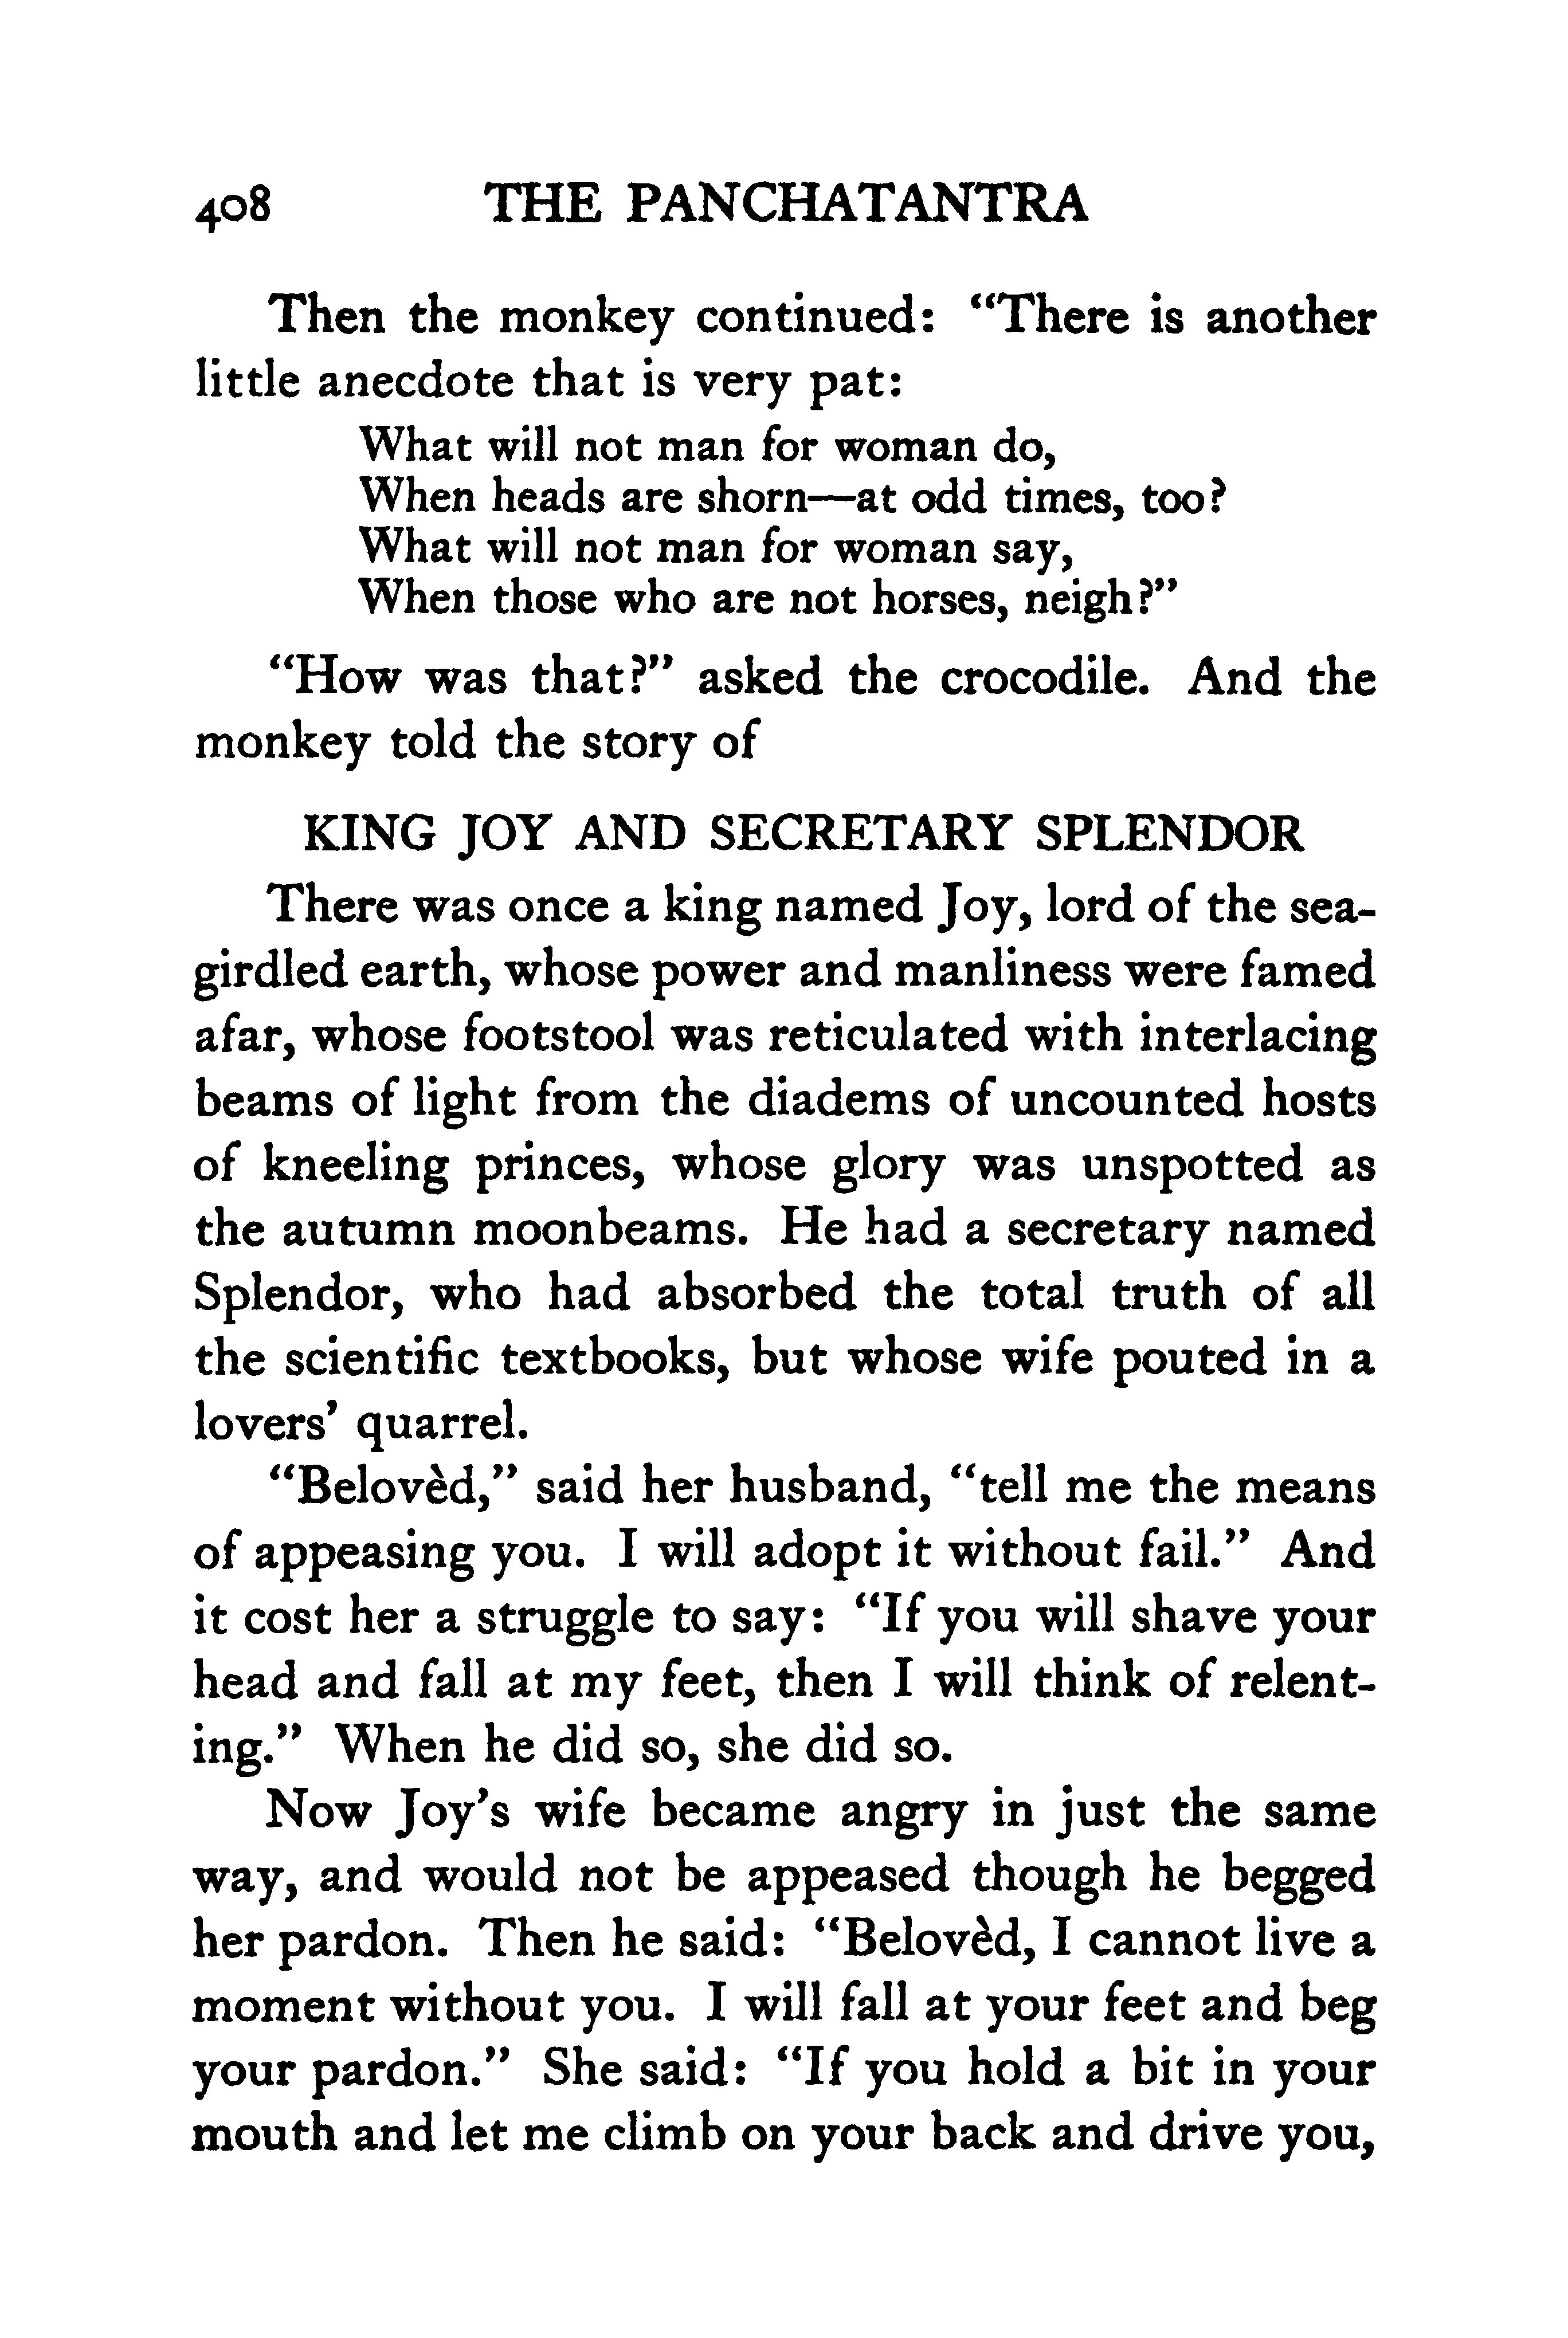 408 THE PANCHATANTRA
Then the monkey continued: “There is another
little anecdote that is very pat:
What will not man for woman do,
When heads are shorn—at odd times, too?
What will not man for woman say,
When those who are not horses, neigh?”
“How was that?” asked the crocodile. And the
monkey told the story of
KING JOY AND SECRETARY SPLENDOR
There was once a king named Joy, lord of the sea-
girdled earth, whose power and manliness were famed
afar, whose footstool was reticulated with interlacing
beams of light from the diadems of uncounted hosts
of kneeling princes, whose glory was unspotted as
the autumn moonbeams. He had a secretary named
Splendor, who had absorbed the total truth of all
the scientific textbooks, but whose wife pouted in a
lovers’ quarrel.
“Belovèd,” said her husband, “tell me the means
of appeasing you. I will adopt it without fail.” And
it cost her a struggle to say: “If you will shave your
head and fall at my feet, then I will think of relent-
ing.” When he did so, she did so.
Now Joy’s wife became angry in just the same
way, and would not be appeased though he begged
her pardon. Then he said: “Belovèd, I cannot live a
moment without you. I will fall at your feet and beg
your pardon.” She said: “If you hold a bit in your
mouth and let me climb on your back and drive you,